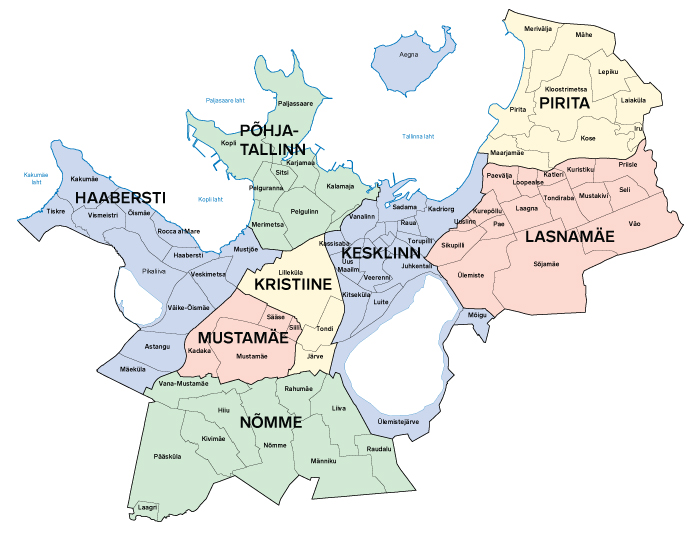 Merivälja
Mähe
Aegna
Lepiku
Kloostrimetsa
Laiaküla
PIRITA
Pirita
Paljassaare laht
Paljassaare
Iru
Kose
Tallinna laht
PÕHJA-
TALLINN
Kopli
Maarjamäe
Karjamaa
Sitsi
Priisle
Kuristiku
Katleri
Paevälja
Loopealse
Kakumäe
laht
Kakumäe
Pelguranna
Kalamaja
Seli
Mustakivi
Tondiraba
HAABERSTI
Kopli laht
Tiskre
Vismeistri
Õismäe
Pelgulinn
Merimetsa
Vanalinn
Sadama
Kadriorg
Kurepõllu
Laagna
Uuslinn
Pae
Raua
Väo
Rocca al Mare
LASNAMÄE
Kassisaba
Torupilli
Sikupilli
Mustjõe
Haabersti
KESKLINN
Uus
Maailm
Juhkentali
Sõjamäe
Pikaliiva
Veskimetsa
Lilleküla
KRISTIINE
Veerenni
Ülemiste
Kitseküla
Luite
Väike-Õismäe
Mõigu
Sääse
Siili
Tondi
MUSTAMÄE
Astangu
Kadaka
Mustamäe
Järve
Mäeküla
Vana-Mustamäe
Rahumäe
Hiiu
Liiva
NÕMME
Ülemistejärve
Kivimäe
Nõmme
Raudalu
Pääsküla
Männiku
Laagri